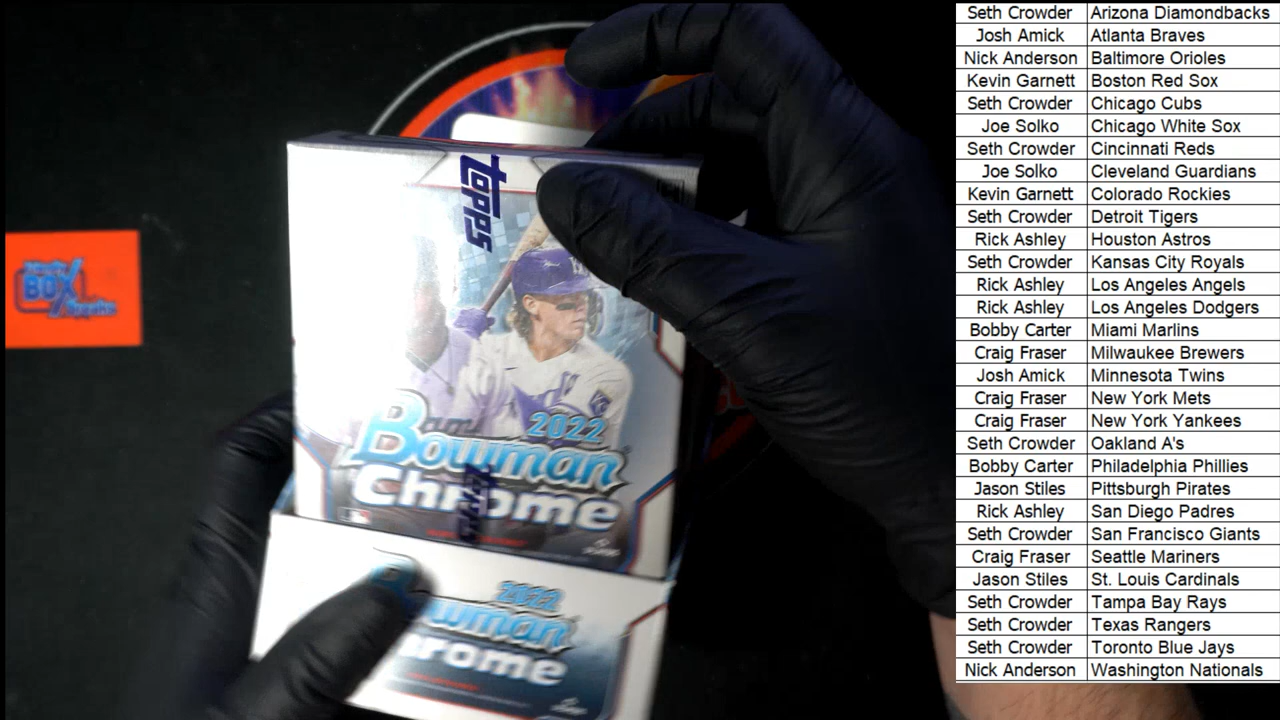 Seth Crowder Arizona Diamondbacks
Josh Amick Atlanta Braves
Nick Anderson Baltimore Orioles
Kevin Garnett Boston Red Sox
Seth Crowder Chicago Cubs
Joe Solko Chicago White Sox
Seth Crowder Cincinnati Reds
Joe Solko Cleveland Guardians
Kevin Garnett Colorado Rockies
Seth Crowder Detroit Tigers
Rick Ashley Houston Astros
Seth Crowder Kansas City Royals
Rick Ashley Los Angeles Angels
Rick Ashley Los Angeles Dodgers
Bobby Carter Miami Marlins
Craig Fraser Milwaukee Brewers
Josh Amick Minnesota Twins
Craig Fraser New York Mets
Craig Fraser New York Yankees
Seth Crowder Oakland A's
Bobby Carter Philadelphia Phillies
Jason Stiles Pittsburgh Pirates
Rick Ashley San Diego Padres
Seth Crowder San Francisco Giants
Craig Fraser Seattle Mariners
Jason Stiles St. Louis Cardinals
Seth Crowder Tampa Bay Rays
Seth Crowder Texas Rangers
Seth Crowder Toronto Blue Jays
Nick Anderson Washington Nationals
topps
2022
Bowman
Chrome
2022
Bowman
Chrome
BOX